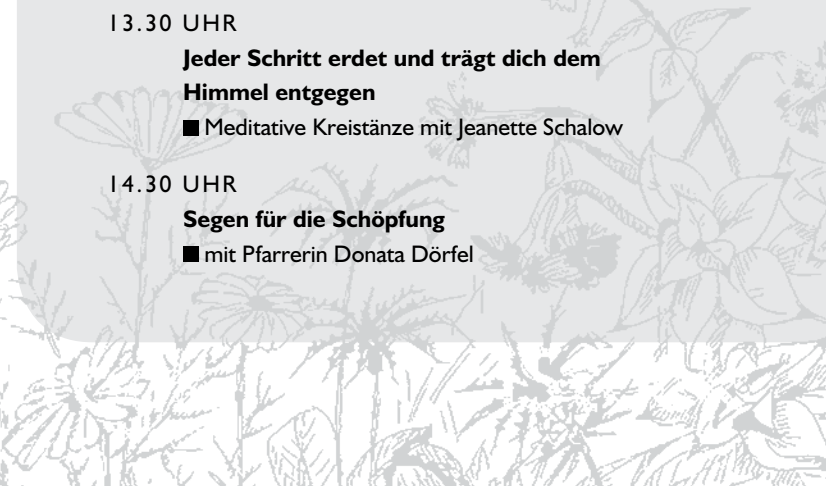 13.30 UHR
Jeder Schritt erdet und trägt dich dem
Himmel entgegen
■ Meditative Kreistänze mit Jeanette Schalow
14.30 UHR
Segen für die Schöpfung
■ mit Pfarrerin Donata Dörfel